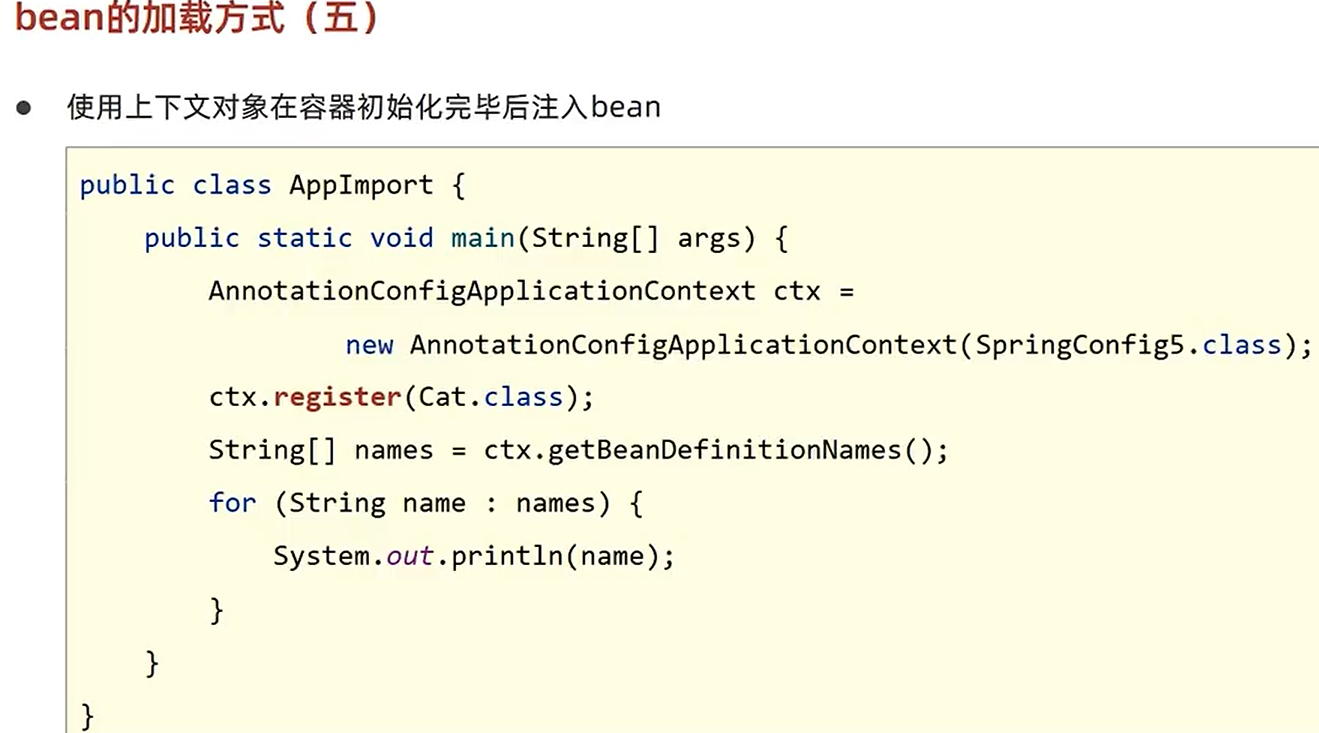 bean的加载方式（五）
● 使用上下文对象在容器初始化完毕后注入bean
public class AppImport {
    public static void main(String[] args) {
        AnnotationConfigApplicationContext ctx =
                new AnnotationConfigApplicationContext(SpringConfig5.class);
        ctx.register(Cat.class);
        String[] names = ctx.getBeanDefinitionNames();
        for (String name : names) {
            System.out.println(name);
        }
    }
}